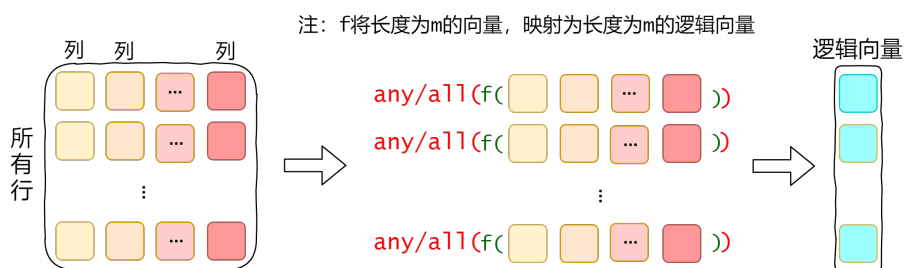 注：f将长度为m的向量，映射为长度为m的逻辑向量
列 列 列
逻辑向量
所有行
...
any/all(f( ... ))
...
any/all(f( ... ))
⋮
⋮
...
any/all(f( ... ))